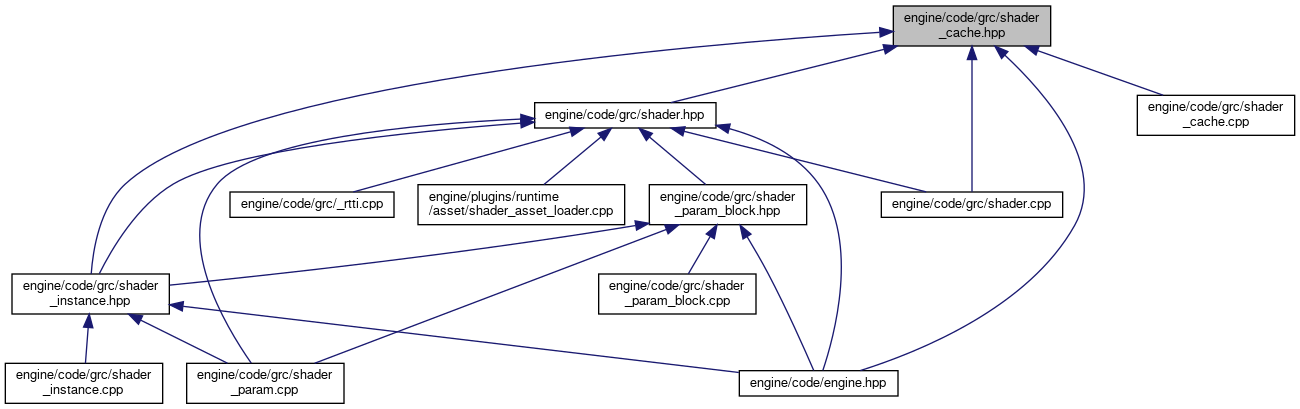 engine/code/grc/shader
_cache.hpp
engine/code/grc/shader.hpp
engine/code/grc/shader
_cache.cpp
engine/code/grc/_rtti.cpp
engine/plugins/runtime
/asset/shader_asset_loader.cpp
engine/code/grc/shader
_param_block.hpp
engine/code/grc/shader.cpp
engine/code/grc/shader
_instance.hpp
engine/code/grc/shader
_param_block.cpp
engine/code/grc/shader
_instance.cpp
engine/code/grc/shader
_param.cpp
engine/code/engine.hpp